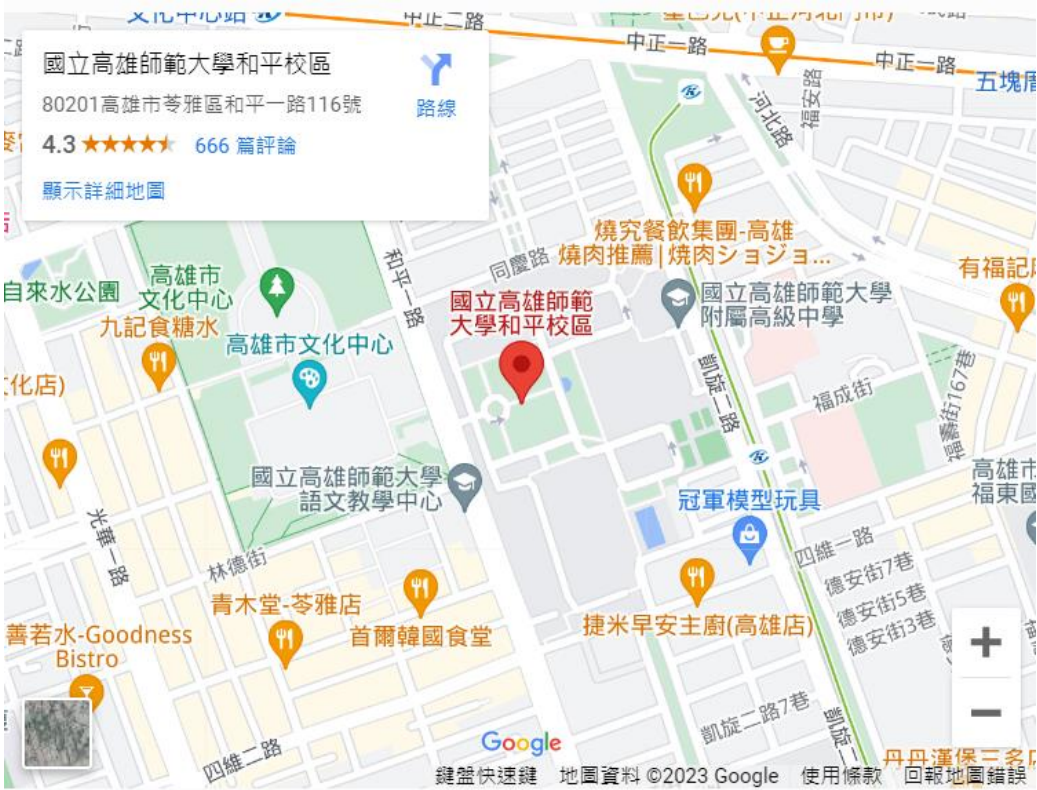 文化中心站
中正二路
中正一路
中正一路
五塊厝
國立高雄師範大學和平校區
80201高雄市苓雅區和平一路116號
4.3
666 篇評論
顯示詳細地圖
路線
河北路
福安路
燒究餐飲集團-高雄
燒肉推薦|焼肉ショジョ...
和平一路
同慶路
自來水公園
高雄市
文化中心
九記食糖水
高雄市文化中心
國立高雄師範
大學和平校區
國立高雄師範大學
附屬高級中學
有福記
化店)
凱旋二路
福成街
福壽街167巷
國立高雄師範大學
語文教學中心
冠軍模型玩具
高雄市
福東國
光華一路
林德街
四維一路
德安街7巷
德安街5巷
德安街3巷
青木堂-苓雅店
首爾韓國食堂
捷米早安主廚(高雄店)
善若水-Goodness
Bistro
四維二路
凱旋二路7巷
凱旋二
丹丹漢堡三多
Google
鍵盤快速鍵
地圖資料 ©2023 Google
使用條款
回報地圖錯誤